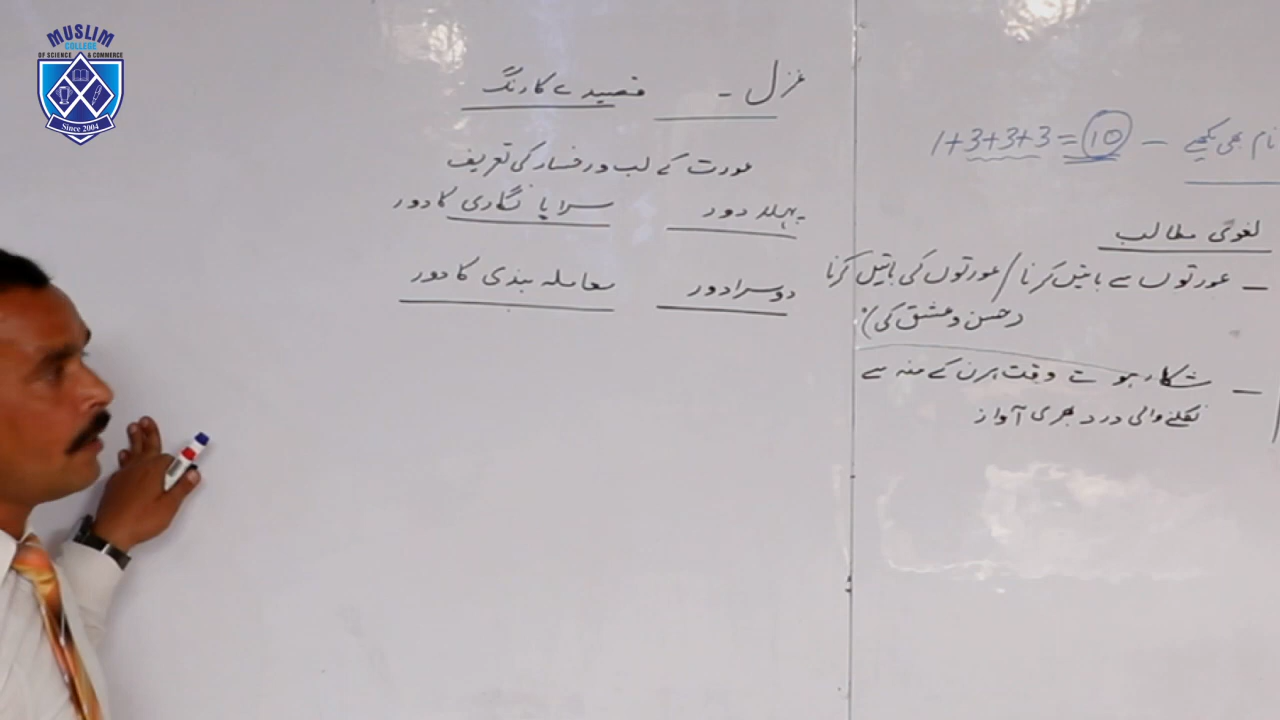 MUSLIM
COLLEGE
OF SCIENCE & COMMERCE
Since 2004
نام بھی لکھیے - 1+3+3+3=10
لغوی مطالب
- عورتوں سے باتیں کرنا / عورتوں کی باتیں کرنا
(حسن و عشق کی)
- شکار ہوتے وقت ہرن کے منہ سے
نکلنے والی درد بھری آواز
غزل - قصیدے کا رنگ
عورت کے لب و رخسار کی تعریف
پہلا دور سراپا نگاری کا دور
دوسرا دور معاملہ بندی کا دور